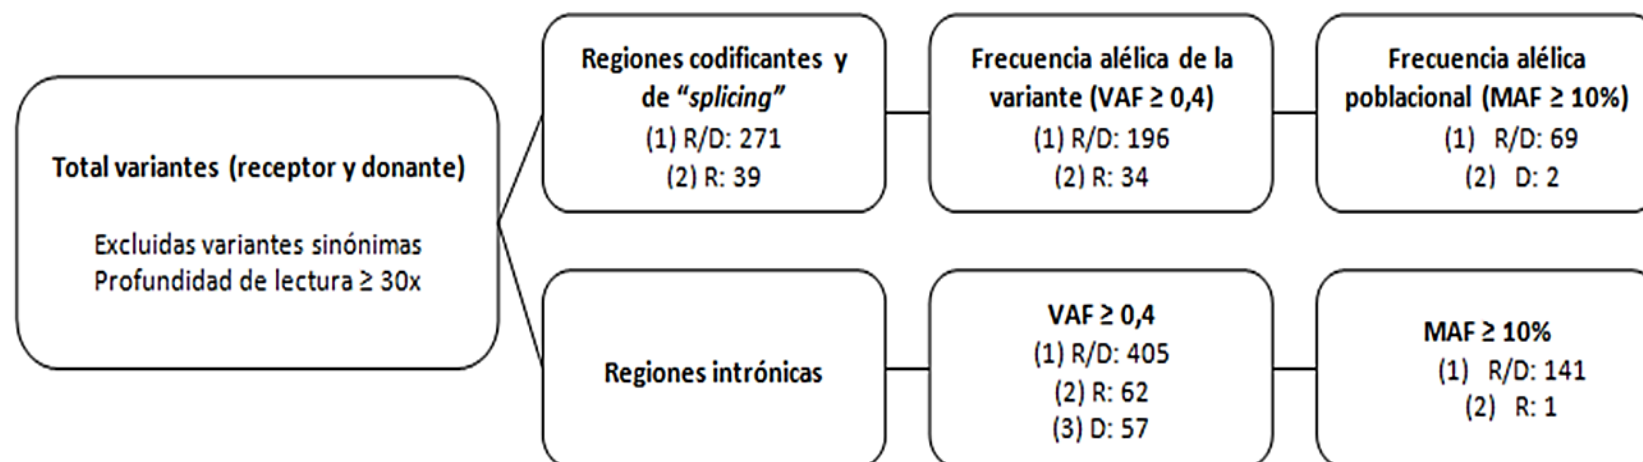 Total variantes (receptor y donante)
Excluidas variantes sinónimas
Profundidad de lectura ≥ 30x
Regiones codificantes y
de “splicing”
(1) R/D: 271
(2) R: 39
Frecuencia alélica de la
variante (VAF ≥ 0,4)
(1) R/D: 196
(2) R: 34
Frecuencia alélica
poblacional (MAF ≥ 10%)
(1) R/D: 69
(2) D: 2
Regiones intrónicas
VAF ≥ 0,4
(1) R/D: 405
(2) R: 62
(3) D: 57
MAF ≥ 10%
(1) R/D: 141
(2) R: 1